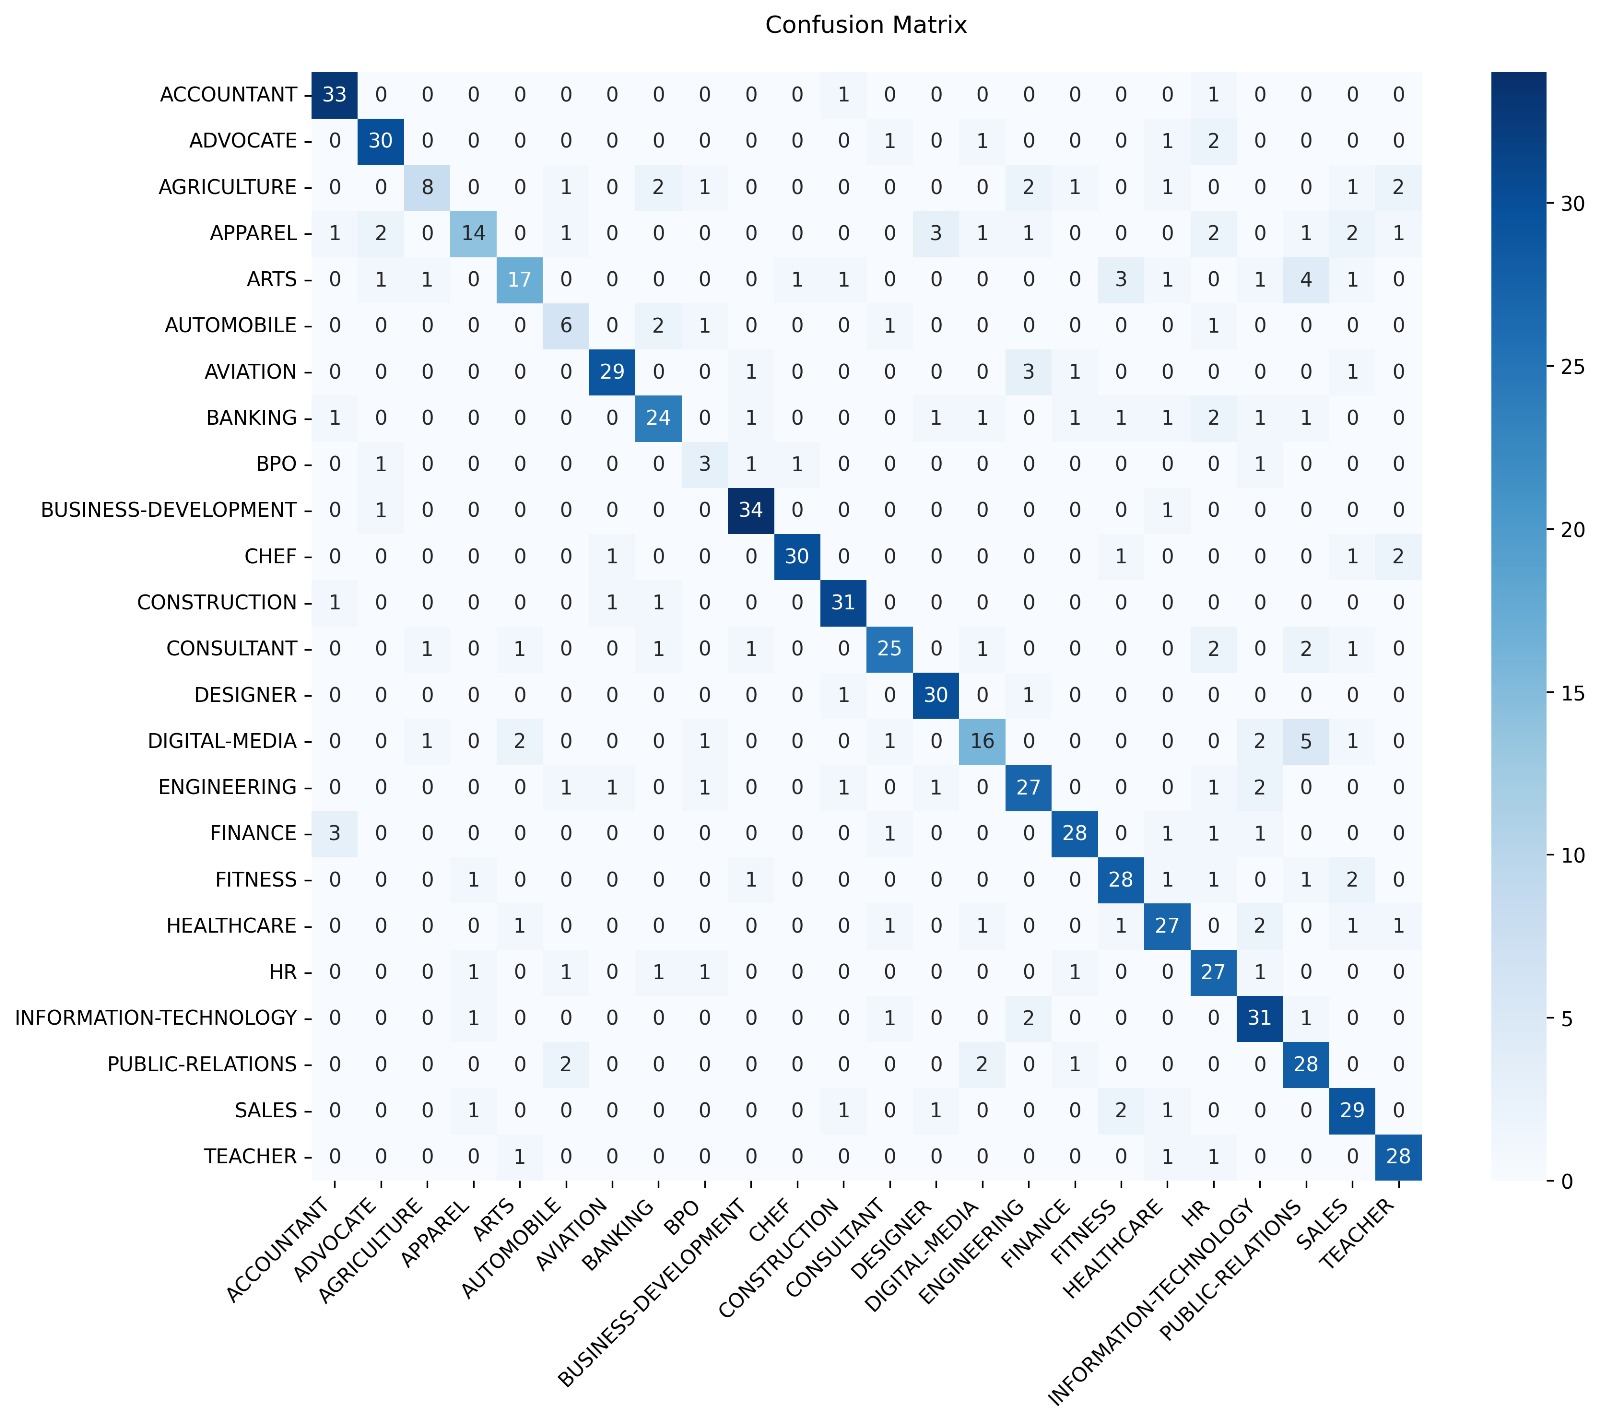 Confusion Matrix
ACCOUNTANT 33 0 0 0 0 0 0 0 0 0 0 1 0 0 0 0 0 0 0 1 0 0 0 0
ADVOCATE 0 30 0 0 0 0 0 0 0 0 0 0 1 0 1 0 0 0 1 2 0 0 0 0
AGRICULTURE 0 0 8 0 0 1 0 2 1 0 0 0 0 0 0 2 1 0 1 0 0 0 1 2
APPAREL 1 2 0 14 0 1 0 0 0 0 0 0 0 3 1 1 0 0 0 2 0 1 2 1
ARTS 0 1 1 0 17 0 0 0 0 0 1 1 0 0 0 0 0 3 1 0 1 4 1 0
AUTOMOBILE 0 0 0 0 0 6 0 2 1 0 0 0 1 0 0 0 0 0 0 1 0 0 0 0
AVIATION 0 0 0 0 0 0 29 0 0 1 0 0 0 0 0 3 1 0 0 0 0 0 1 0
BANKING 1 0 0 0 0 0 0 24 0 1 0 0 0 1 1 0 1 1 1 2 1 1 0 0
BPO 0 1 0 0 0 0 0 0 3 1 1 0 0 0 0 0 0 0 0 0 1 0 0 0
BUSINESS-DEVELOPMENT 0 1 0 0 0 0 0 0 0 34 0 0 0 0 0 0 0 0 1 0 0 0 0 0
CHEF 0 0 0 0 0 0 1 0 0 0 30 0 0 0 0 0 0 1 0 0 0 0 1 2
CONSTRUCTION 1 0 0 0 0 0 1 1 0 0 0 31 0 0 0 0 0 0 0 0 0 0 0 0
CONSULTANT 0 0 1 0 1 0 0 1 0 1 0 0 25 0 1 0 0 0 0 2 0 2 1 0
DESIGNER 0 0 0 0 0 0 0 0 0 0 0 1 0 30 0 1 0 0 0 0 0 0 0 0
DIGITAL-MEDIA 0 0 1 0 2 0 0 0 1 0 0 0 1 0 16 0 0 0 0 0 2 5 1 0
ENGINEERING 0 0 0 0 0 1 1 0 1 0 0 1 0 1 0 27 0 0 0 1 2 0 0 0
FINANCE 3 0 0 0 0 0 0 0 0 0 0 0 1 0 0 0 28 0 1 1 1 0 0 0
FITNESS 0 0 0 1 0 0 0 0 0 1 0 0 0 0 0 0 0 28 1 1 0 1 2 0
HEALTHCARE 0 0 0 0 1 0 0 0 0 0 0 0 1 0 1 0 0 1 27 0 2 0 1 1
HR 0 0 0 1 0 1 0 1 1 0 0 0 0 0 0 0 1 0 0 27 1 0 0 0
INFORMATION-TECHNOLOGY 0 0 0 1 0 0 0 0 0 0 0 0 1 0 0 2 0 0 0 0 31 1 0 0
PUBLIC-RELATIONS 0 0 0 0 0 2 0 0 0 0 0 0 0 0 2 0 1 0 0 0 0 28 0 0
SALES 0 0 0 1 0 0 0 0 0 0 0 1 0 1 0 0 0 2 1 0 0 0 29 0
TEACHER 0 0 0 0 1 0 0 0 0 0 0 0 0 0 0 0 0 0 1 1 0 0 0 28
ACCOUNTANT
ADVOCATE
AGRICULTURE
APPAREL
ARTS
AUTOMOBILE
AVIATION
BANKING
BPO
BUSINESS-DEVELOPMENT
CHEF
CONSTRUCTION
CONSULTANT
DESIGNER
DIGITAL-MEDIA
ENGINEERING
FINANCE
FITNESS
HEALTHCARE
HR
INFORMATION-TECHNOLOGY
PUBLIC-RELATIONS
SALES
TEACHER
30
25
20
15
10
5
0